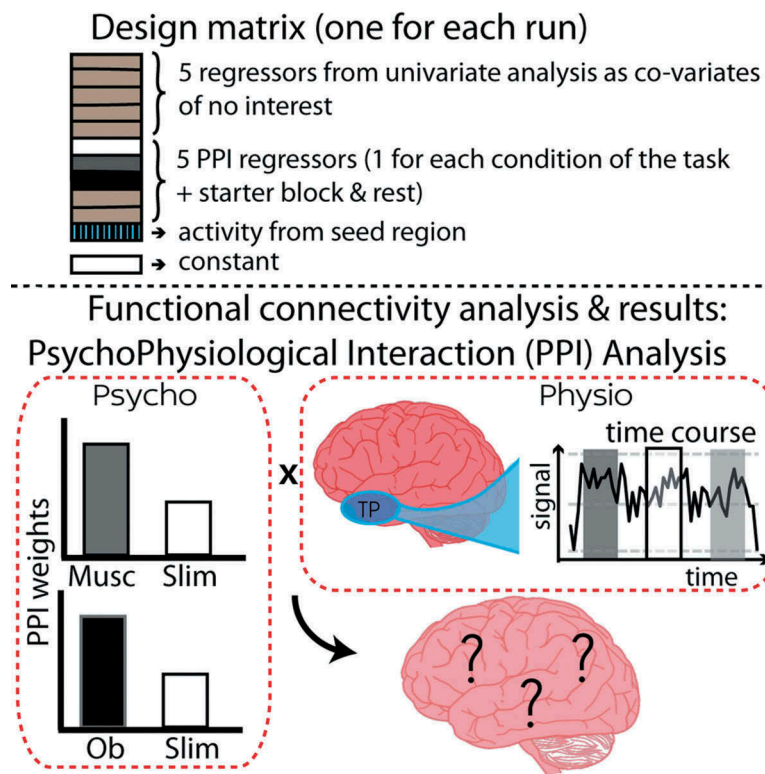 Design matrix (one for each run)
5 regressors from univariate analysis as co-variates
of no interest
5 PPI regressors (1 for each condition of the task
+ starter block & rest)
activity from seed region
constant
Functional connectivity analysis & results:
PsychoPhysiological Interaction (PPI) Analysis
Psycho
PPI weights
Musc Slim
Ob Slim
x
Physio
TP
time course
signal
time
? ? ?